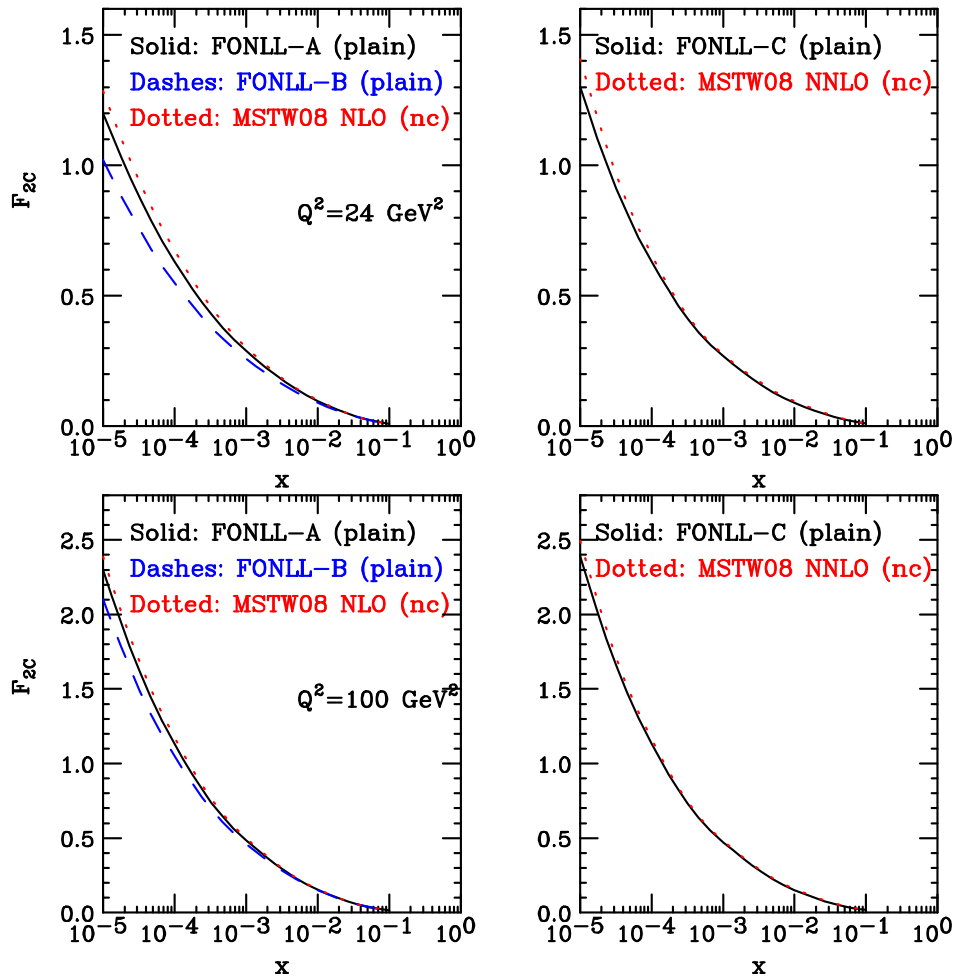 Solid: FONLL-A (plain)
Dashes: FONLL-B (plain)
Dotted: MSTW08 NLO (nc)
Q²=24 GeV²
F₂c
1.5
1.0
0.5
0.0
10⁻⁵ 10⁻⁴ 10⁻³ 10⁻² 10⁻¹ 10⁰
x
Solid: FONLL-C (plain)
Dotted: MSTW08 NNLO (nc)
1.5
1.0
0.5
0.0
10⁻⁵ 10⁻⁴ 10⁻³ 10⁻² 10⁻¹ 10⁰
x
Solid: FONLL-A (plain)
Dashes: FONLL-B (plain)
Dotted: MSTW08 NLO (nc)
Q²=100 GeV²
F₂c
2.5
2.0
1.5
1.0
0.5
0.0
10⁻⁵ 10⁻⁴ 10⁻³ 10⁻² 10⁻¹ 10⁰
x
Solid: FONLL-C (plain)
Dotted: MSTW08 NNLO (nc)
2.5
2.0
1.5
1.0
0.5
0.0
10⁻⁵ 10⁻⁴ 10⁻³ 10⁻² 10⁻¹ 10⁰
x